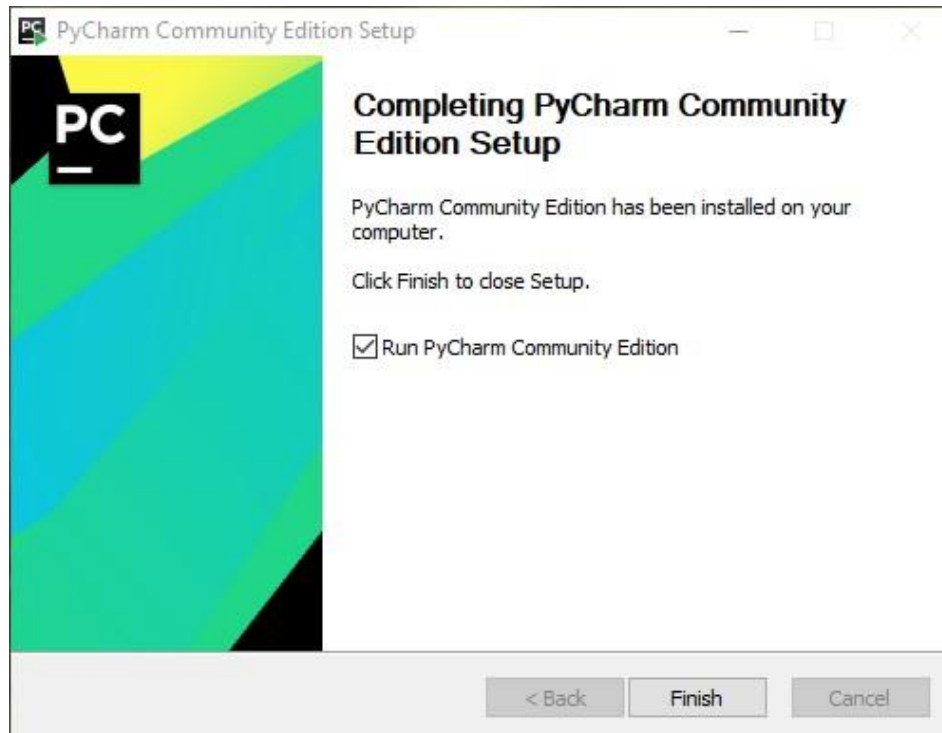 PC
PyCharm Community Edition Setup
PC
Completing PyCharm Community
Edition Setup
PyCharm Community Edition has been installed on your
computer.
Click Finish to close Setup.
Run PyCharm Community Edition
< Back
Finish
Cancel